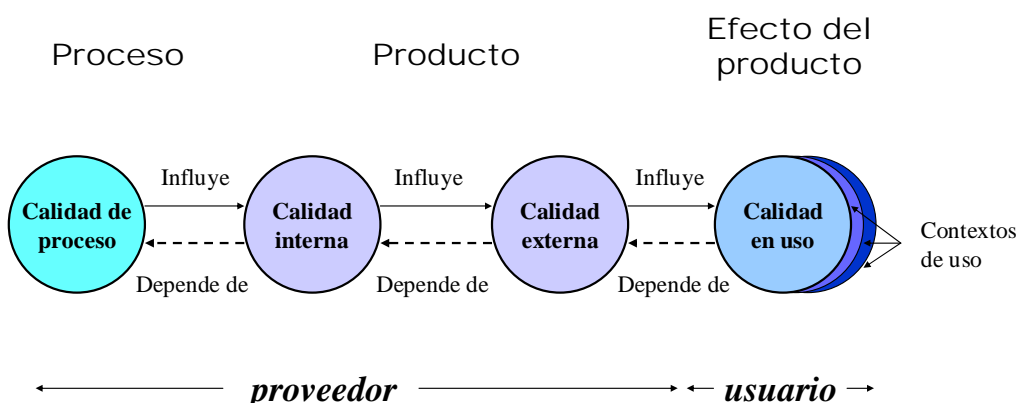 Proceso
Producto
Efecto del
producto
Influye
Influye
Influye
Calidad de
proceso
Calidad
interna
Calidad
externa
Calidad
en uso
Contextos
de uso
Depende de
Depende de
Depende de
proveedor
usuario